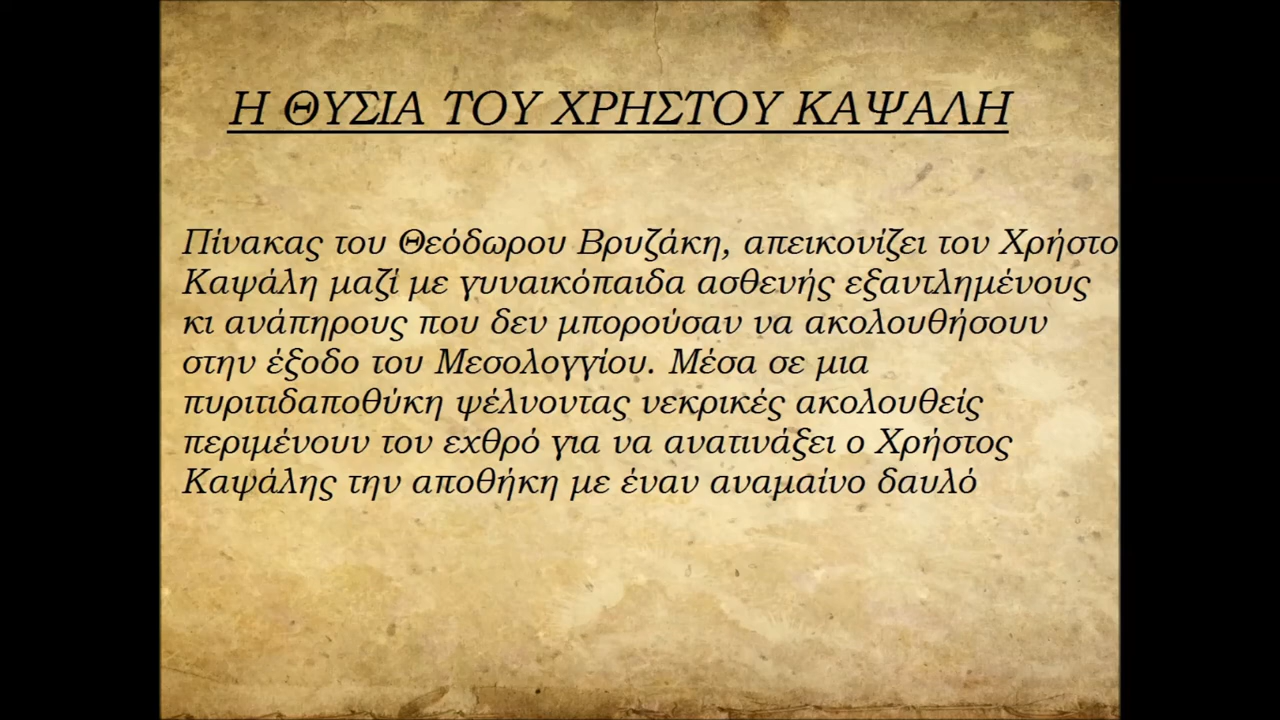 Η ΘΥΣΙΑ ΤΟΥ ΧΡΗΣΤΟΥ ΚΑΨΑΛΗ
Πίνακας του Θεόδωρου Βρυζάκη, απεικονίζει τον Χρήστο
Καψάλη μαζί με γυναικόπαιδα ασθενής εξαντλημένους
κι ανάπηρους που δεν μπορούσαν να ακολουθήσουν
στην έξοδο του Μεσολογγίου. Μέσα σε μια
πυριτιδαποθύκη ψέλνοντας νεκρικές ακολουθείς
περιμένουν τον εχθρό για να ανατινάξει ο Χρήστος
Καψάλης την αποθήκη με έναν αναμαίνο δαυλό